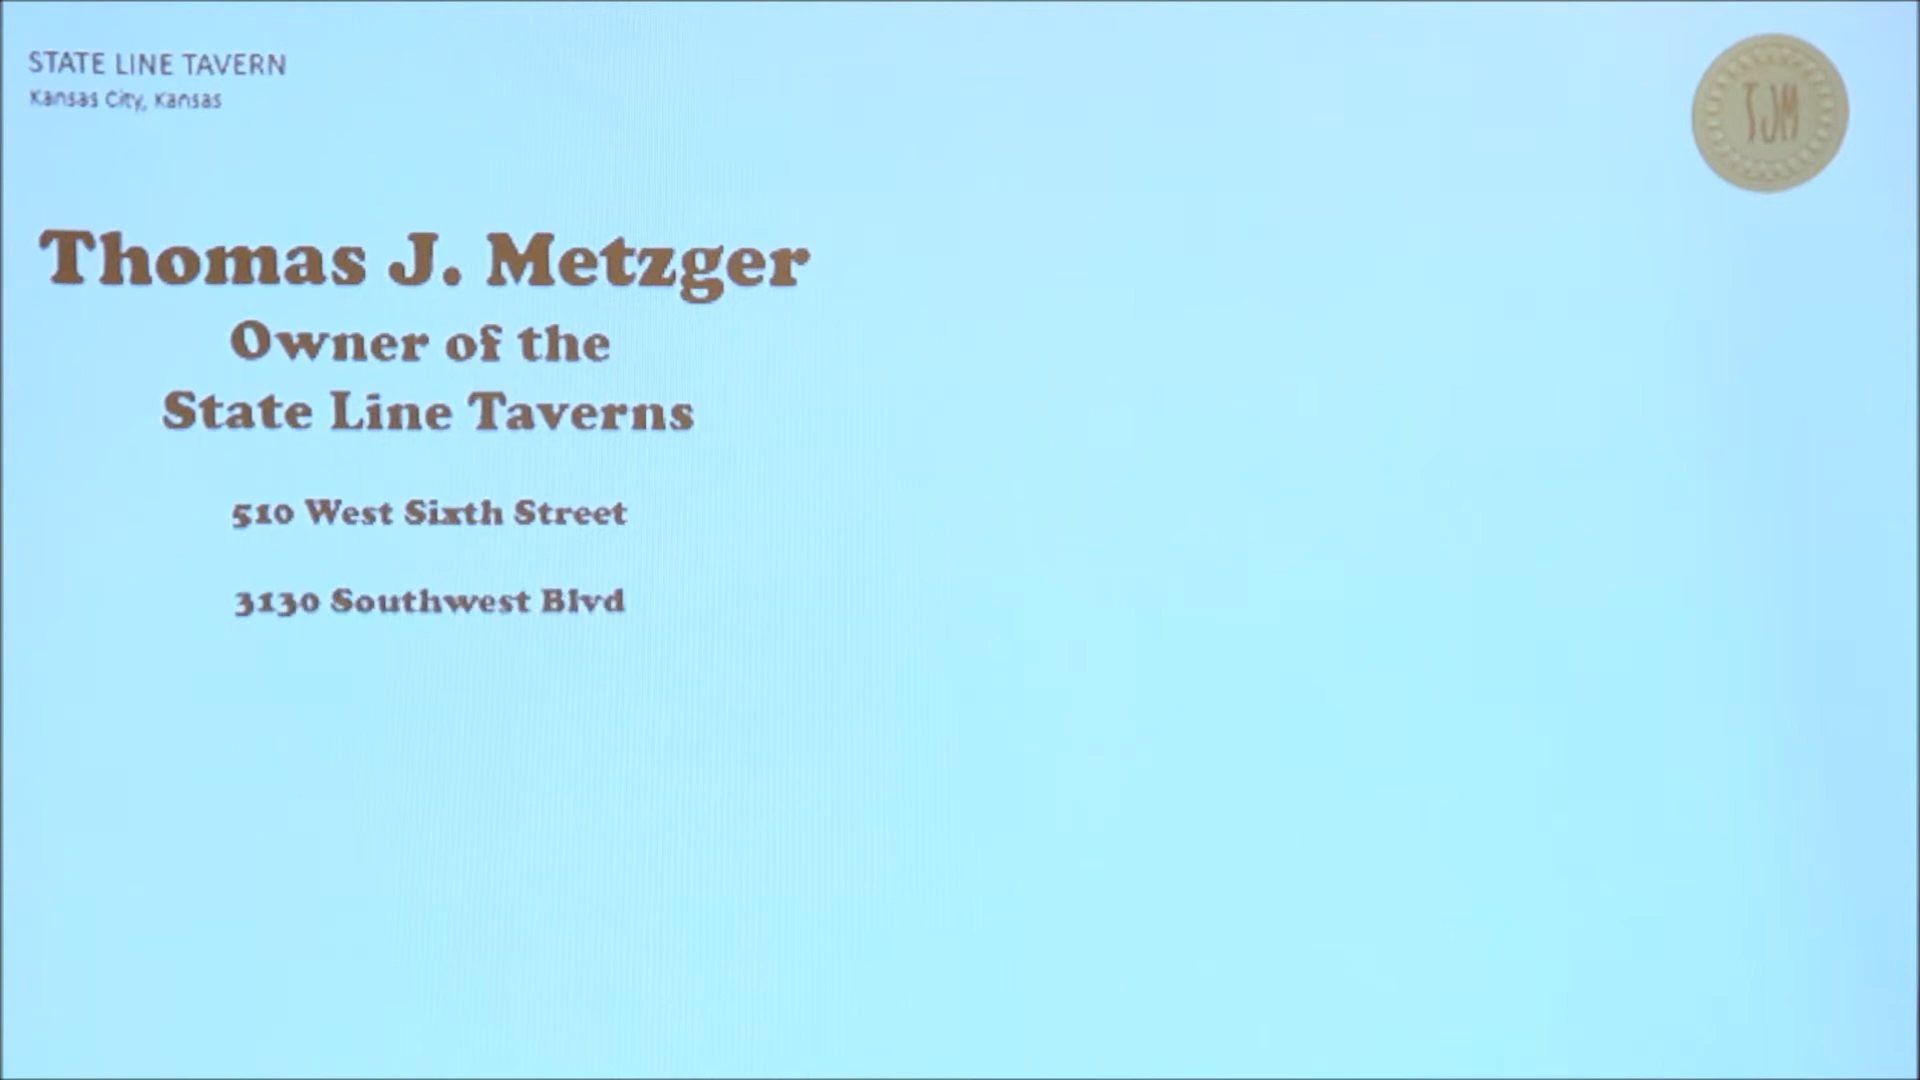 STATE LINE TAVERN
Kansas City, Kansas
TJM
Thomas J. Metzger
Owner of the
State Line Taverns
510 West Sixth Street
3130 Southwest Blvd